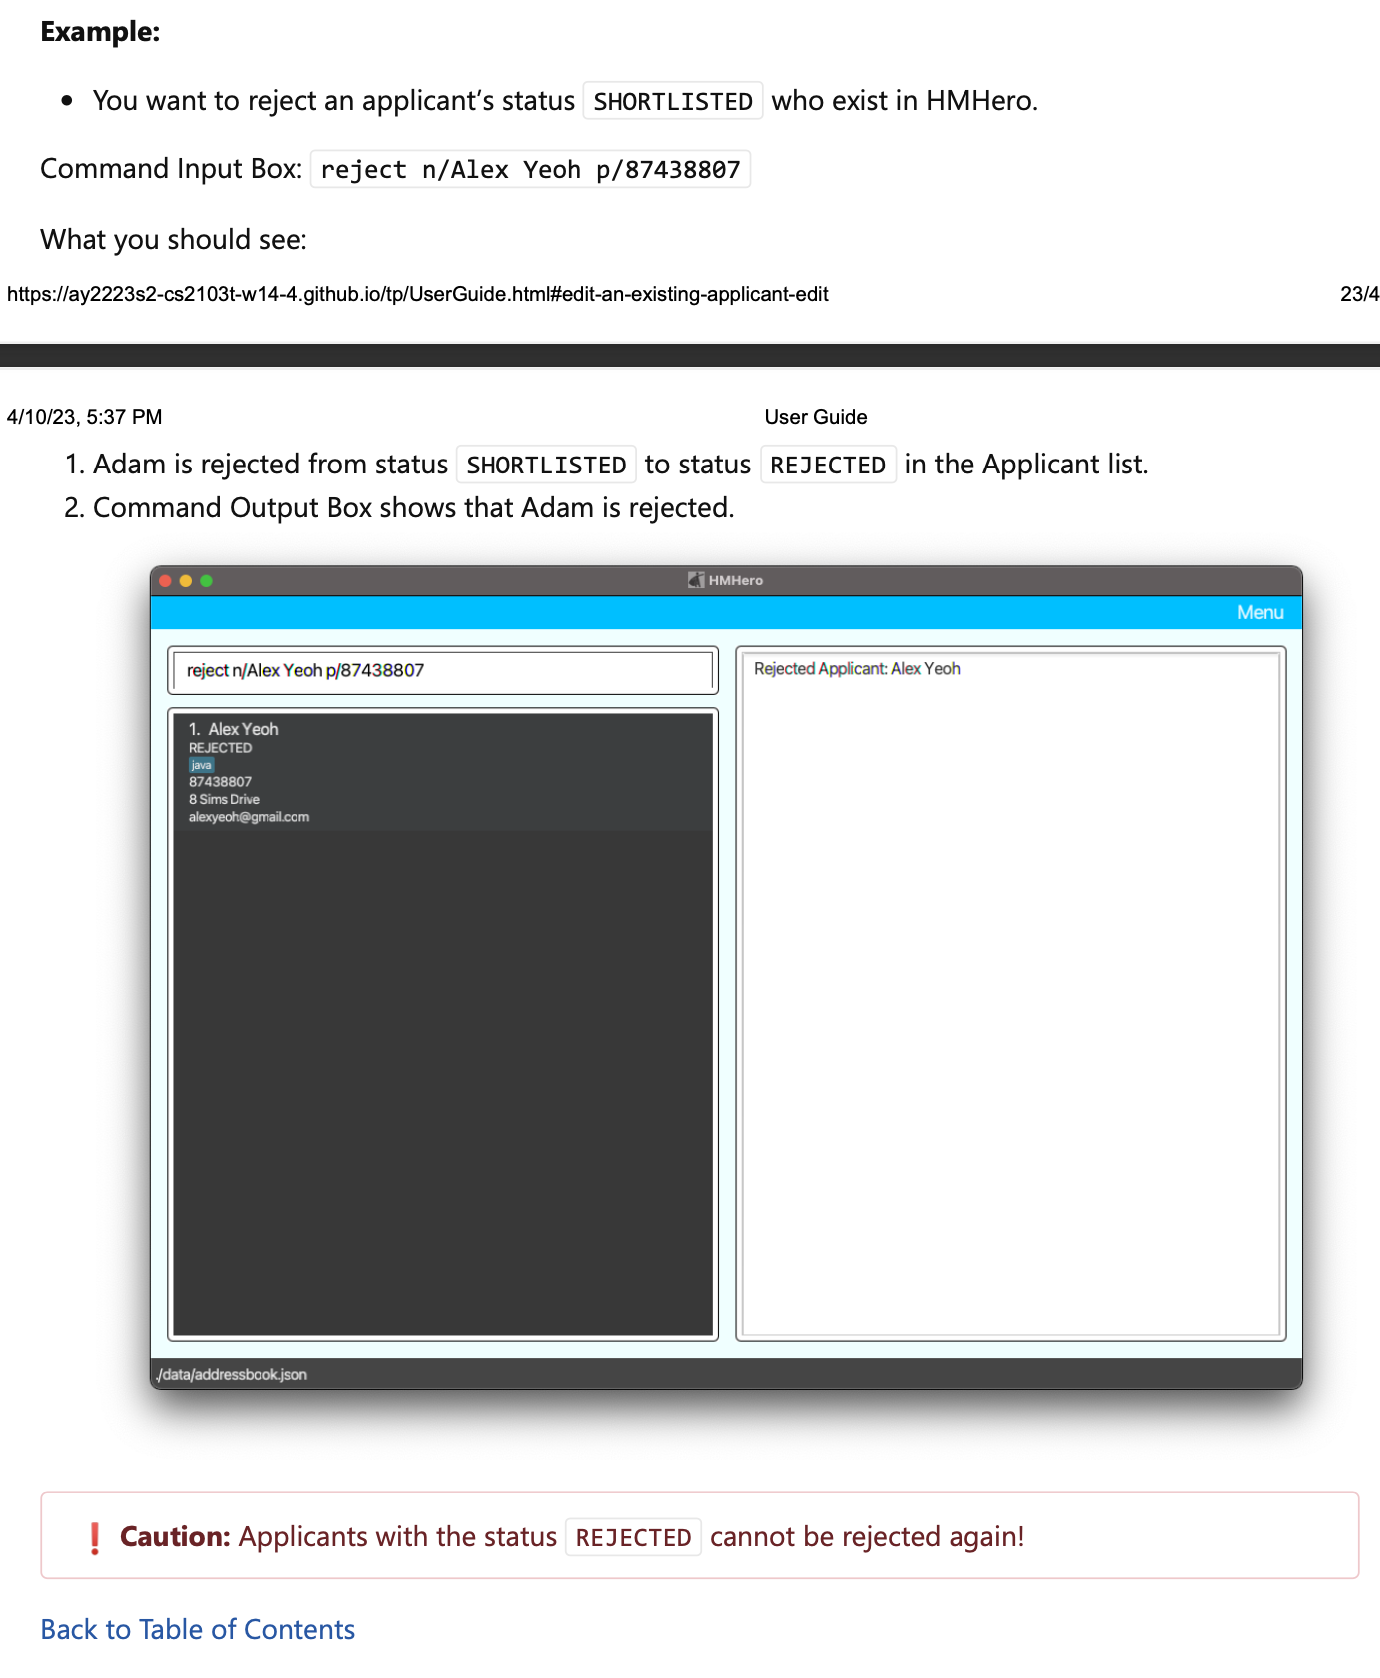 Example:
• You want to reject an applicant’s status SHORTLISTED who exist in HMHero.
Command Input Box: reject n/Alex Yeoh p/87438807
What you should see:
https://ay2223s2-cs2103t-w14-4.github.io/tp/UserGuide.html#edit-an-existing-applicant-edit 23/4
4/10/23, 5:37 PM User Guide
1. Adam is rejected from status SHORTLISTED to status REJECTED in the Applicant list.
2. Command Output Box shows that Adam is rejected.
HMHero
Menu
reject n/Alex Yeoh p/87438807
Rejected Applicant: Alex Yeoh
1. Alex Yeoh
REJECTED
java
87438807
8 Sims Drive
alexyeoh@gmail.com
./data/addressbook.json
❗ Caution: Applicants with the status REJECTED cannot be rejected again!
Back to Table of Contents